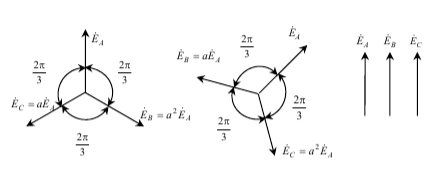 Ė_A
2π/3
2π/3
Ė_C = aĖ_A
Ė_B = a²Ė_A
2π/3
Ė_A
2π/3
Ė_B = aĖ_A
2π/3
2π/3
Ė_C = a²Ė_A
Ė_A Ė_B Ė_C